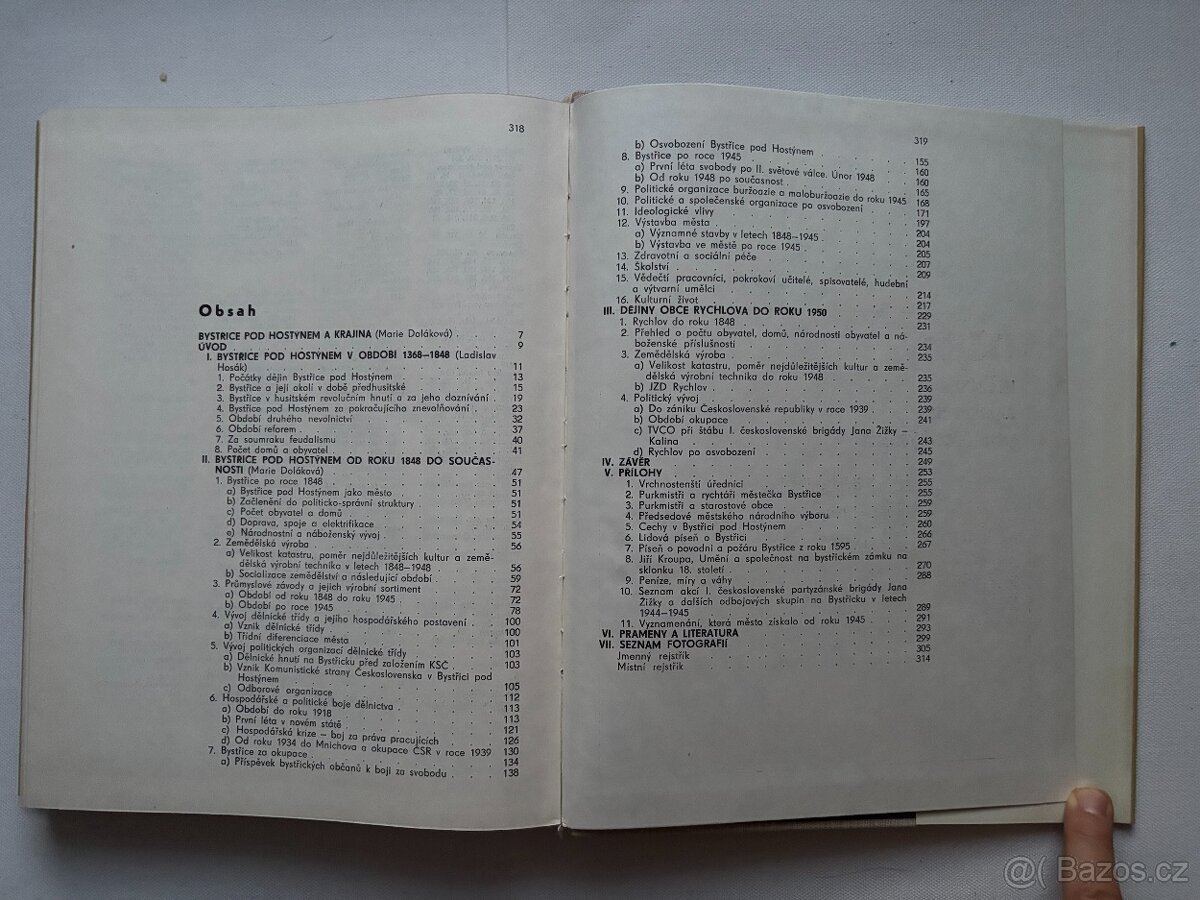 318
Obsah
BYSTRICE POD HOSTÝNEM A KRAJINA (Marie Doláková) . 7
ÚVOD 9
I. BYSTRICE POD HOSTÝNEM V OBDOBÍ 1368–1848 (Ladislav
Hosák) 11
1. Počátky dějin Bystřice pod Hostýnem 13
2. Bystřice a její okolí v době předhusitské 15
3. Bystřice v husitském revolučním hnutí a za jeho doznívání 19
4. Bystřice pod Hostýnem za pokračujícího znevolňování 23
5. Období druhého nevolnictví 32
6. Období reforem 37
7. Za soumraku feudalismu 40
8. Počet domů a obyvatel 41
II. BYSTRICE POD HOSTÝNEM OD ROKU 1848 DO SOUČAS-
NOSTI (Marie Doláková) 47
1. Bystřice po roce 1848 51
a) Bystřice pod Hostýnem jako město 51
b) Začlenění do politicko-správní struktury 51
c) Počet obyvatel a domů 51
d) Doprava, spoje a elektrifikace 54
e) Národnostní a náboženský vývoj 55
2. Zemědělská výroba 56
a) Velikost katastru, poměr nejdůležitějších kultur a země-
dělská výrobní technika v letech 1848–1948 56
b) Socializace zemědělství a následující období 59
3. Průmyslové závody a jejich výrobní sortiment 72
a) Období od roku 1848 do roku 1945 72
b) Období po roce 1945 78
4. Vývoj dělnické třídy a jejího hospodářského postavení 100
a) Vznik dělnické třídy 100
b) Třídní diferenciace města 101
5. Vývoj politických organizací dělnické třídy 103
a) Dělnické hnutí na Bystřicku před založením KSČ 103
b) Vznik Komunistické strany Československa v Bystřici pod
Hostýnem 105
c) Odborové organizace 112
6. Hospodářské a politické boje dělnictva 113
a) Období do roku 1918 113
b) První léta v novém státě 121
c) Hospodářská krize – boj za práva pracujících 126
d) Od roku 1934 do Mnichova a okupace ČSR v roce 1939 130
7. Bystřice za okupace 134
a) Příspěvek bystřických občanů k boji za svobodu 138
319
b) Osvobození Bystřice pod Hostýnem 155
8. Bystřice po roce 1945 160
a) První léta svobody po II. světové válce. Únor 1948 160
b) Od roku 1948 po současnost 165
9. Politické organizace buržoazie a maloburžoazie do roku 1945 168
10. Politické a společenské organizace po osvobození 171
11. Ideologické vlivy 197
12. Výstavba města 204
a) Významné stavby v letech 1848–1945 204
b) Výstavba ve městě po roce 1945 205
13. Zdravotní a sociální péče 207
14. Školství 209
15. Vědečtí pracovníci, pokrokoví učitelé, spisovatelé, hudební
a výtvarní umělci 214
16. Kulturní život 217
III. DĚJINY OBCE RYCHLOVA DO ROKU 1950 229
1. Rychlov do roku 1848 231
2. Přehled o počtu obyvatel, domů, národnosti obyvatel a ná-
boženské příslušnosti 234
3. Zemědělská výroba 235
a) Velikost katastru, poměr nejdůležitějších kultur a země-
dělská výrobní technika do roku 1948 235
b) JZD Rychlov 236
4. Politický vývoj 239
a) Do zániku Československé republiky v roce 1939 239
b) Období okupace 241
c) TVCO při štábu I. československé brigády Jana Žižky –
Kalina 243
d) Rychlov po osvobození 245
IV. ZÁVĚR 249
V. PŘÍLOHY 253
1. Vrchnostenští úředníci 255
2. Purkmistři a rychtáři městečka Bystřice 255
3. Purkmistři a starostové obce 259
4. Předsedové městského národního výboru 259
5. Cechy v Bystřici pod Hostýnem 260
6. Lidová píseň o Bystřici 266
7. Píseň o povodni a požáru Bystřice z roku 1595 267
8. Jiří Kroupa, Umění a společnost na bystřickém zámku na
sklonku 18. století 270
9. Peníze, míry a váhy 288
10. Seznam akcí I. československé partyzánské brigády Jana
Žižky a dalších odbojových skupin na Bystřicku v letech
1944–1945 289
11. Vyznamenání, která město získalo od roku 1945 291
VI. PRAMENY A LITERATURA 293
VII. SEZNAM FOTOGRAFIÍ 299
Jmenný rejstřík 305
Místní rejstřík 314
@( Bazos.cz